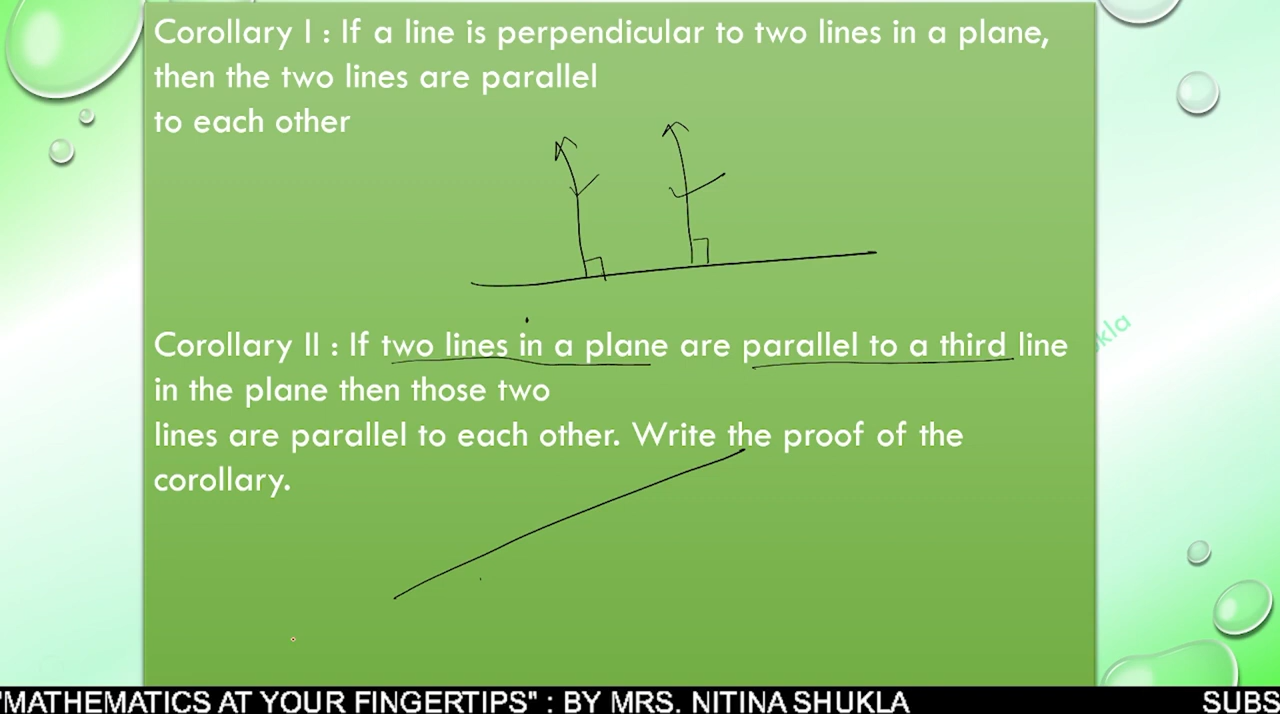 Corollary I : If a line is perpendicular to two lines in a plane,
then the two lines are parallel
to each other
Corollary II : If two lines in a plane are parallel to a third line
in the plane then those two
lines are parallel to each other. Write the proof of the
corollary.
"MATHEMATICS AT YOUR FINGERTIPS" : BY MRS. NITINA SHUKLA SUBS